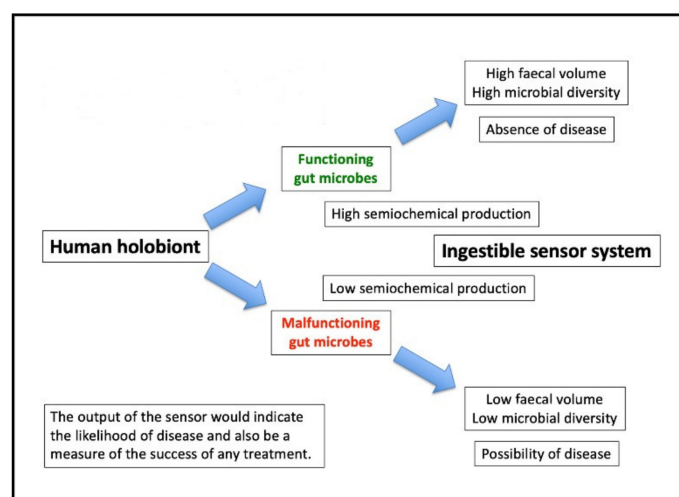 High faecal volume
High microbial diversity
Absence of disease
Functioning
gut microbes
High semiochemical production
Human holobiont
Ingestible sensor system
Low semiochemical production
Malfunctioning
gut microbes
Low faecal volume
Low microbial diversity
Possibility of disease
The output of the sensor would indicate
the likelihood of disease and also be a
measure of the success of any treatment.